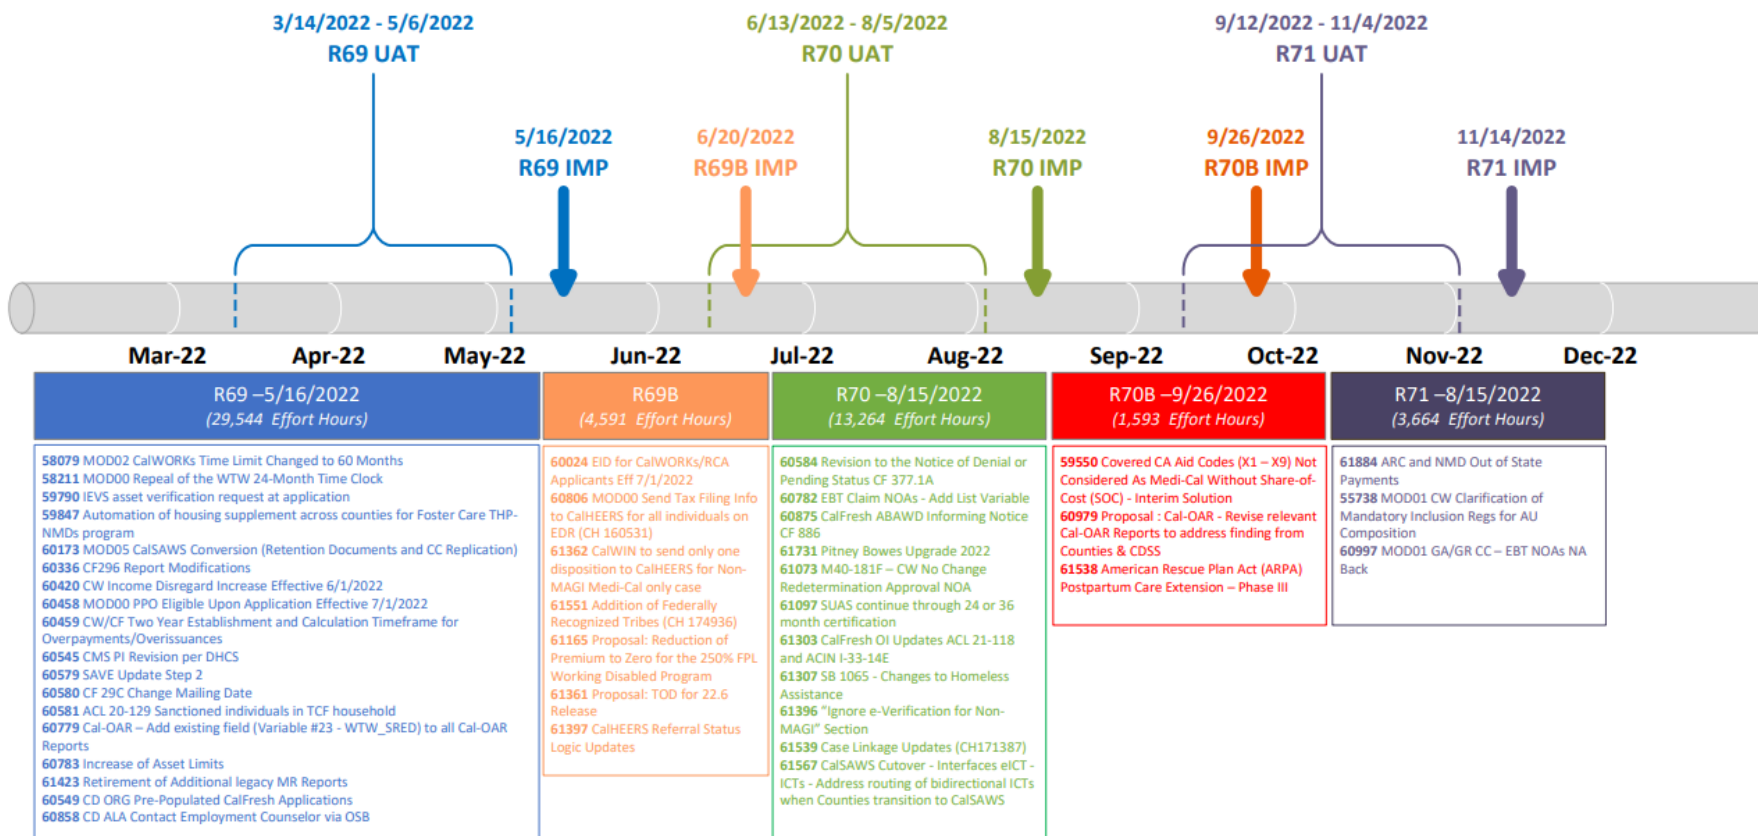 3/14/2022 - 5/6/2022
R69 UAT
6/13/2022 - 8/5/2022
R70 UAT
9/12/2022 - 11/4/2022
R71 UAT
5/16/2022
R69 IMP
6/20/2022
R69B IMP
8/15/2022
R70 IMP
9/26/2022
R70B IMP
11/14/2022
R71 IMP
Mar-22
Apr-22
May-22
Jun-22
Jul-22
Aug-22
Sep-22
Oct-22
Nov-22
Dec-22
R69 –5/16/2022
(29,544 Effort Hours)
58079 MOD02 CalWORKs Time Limit Changed to 60 Months
58211 MOD00 Repeal of the WTW 24-Month Time Clock
59790 IEVS asset verification request at application
59847 Automation of housing supplement across counties for Foster Care THP-
NMDs program
60173 MOD05 CalSAWS Conversion (Retention Documents and CC Replication)
60336 CF296 Report Modifications
60420 CW Income Disregard Increase Effective 6/1/2022
60458 MOD00 PPO Eligible Upon Application Effective 7/1/2022
60459 CW/CF Two Year Establishment and Calculation Timeframe for
Overpayments/Overissuances
60545 CMS PI Revision per DHCS
60579 SAVE Update Step 2
60580 CF 29C Change Mailing Date
60581 ACL 20-129 Sanctioned individuals in TCF household
60779 Cal-OAR – Add existing field (Variable #23 - WTW_SRED) to all Cal-OAR
Reports
60783 Increase of Asset Limits
61423 Retirement of Additional legacy MR Reports
60549 CD ORG Pre-Populated CalFresh Applications
60858 CD ALA Contact Employment Counselor via OSB
R69B
(4,591 Effort Hours)
60024 EID for CalWORKs/RCA
Applicants Eff 7/1/2022
60806 MOD00 Send Tax Filing Info
to CalHEERS for all individuals on
EDR (CH 160531)
61362 CalWIN to send only one
disposition to CalHEERS for Non-
MAGI Medi-Cal only case
61551 Addition of Federally
Recognized Tribes (CH 174936)
61165 Proposal: Reduction of
Premium to Zero for the 250% FPL
Working Disabled Program
61361 Proposal: TOD for 22.6
Release
61397 CalHEERS Referral Status
Logic Updates
R70 –8/15/2022
(13,264 Effort Hours)
60584 Revision to the Notice of Denial or
Pending Status CF 377.1A
60782 EBT Claim NOAs - Add List Variable
60875 CalFresh ABAWD Informing Notice
CF 886
61731 Pitney Bowes Upgrade 2022
61073 M40-181F – CW No Change
Redetermination Approval NOA
61097 SUAS continue through 24 or 36
month certification
61303 CalFresh OI Updates ACL 21-118
and ACIN I-33-14E
61307 SB 1065 - Changes to Homeless
Assistance
61396 “Ignore e-Verification for Non-
MAGI” Section
61539 Case Linkage Updates (CH171387)
61567 CalSAWS Cutover - Interfaces eICT -
ICTs - Address routing of bidirectional ICTs
when Counties transition to CalSAWS
R70B –9/26/2022
(1,593 Effort Hours)
59550 Covered CA Aid Codes (X1 – X9) Not
Considered As Medi-Cal Without Share-of-
Cost (SOC) - Interim Solution
60979 Proposal : Cal-OAR - Revise relevant
Cal-OAR Reports to address finding from
Counties & CDSS
61538 American Rescue Plan Act (ARPA)
Postpartum Care Extension – Phase III
R71 –8/15/2022
(3,664 Effort Hours)
61884 ARC and NMD Out of State
Payments
55738 MOD01 CW Clarification of
Mandatory Inclusion Regs for AU
Composition
60997 MOD01 GA/GR CC – EBT NOAs NA
Back